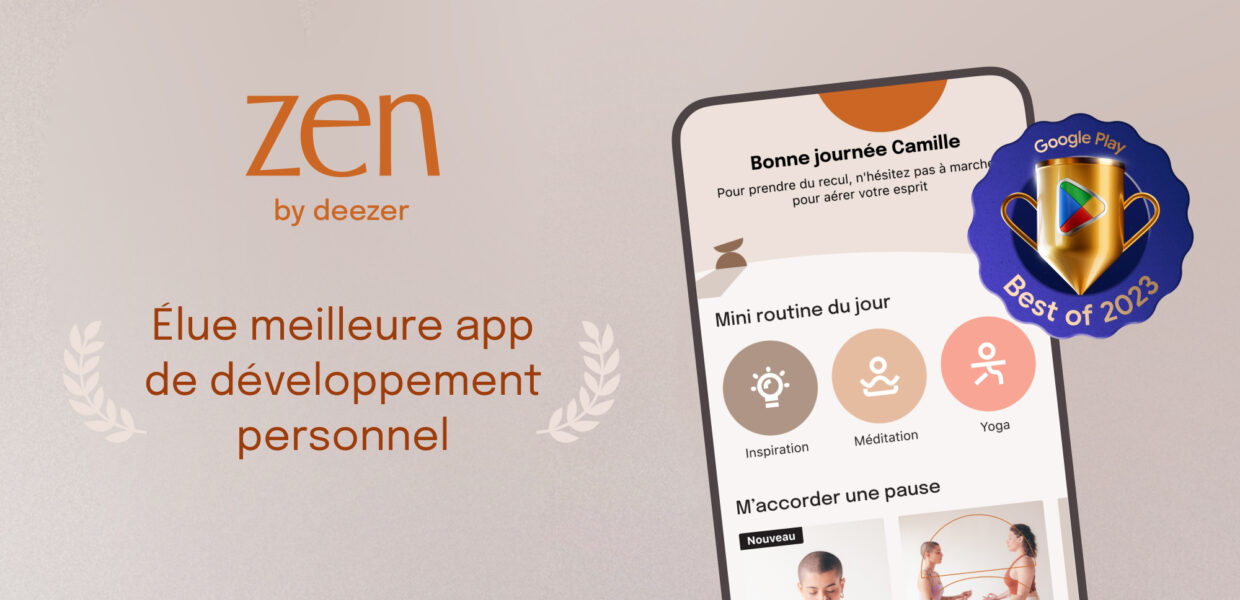 zen
by deezer
Élue meilleure app
de développement
personnel
Bonne journée Camille
Pour prendre du recul, n'hésitez pas à marche
pour aérer votre esprit
Mini routine du jour
Inspiration
Méditation
Yoga
M’accorder une pause
Nouveau
Google Play
Best of 2023